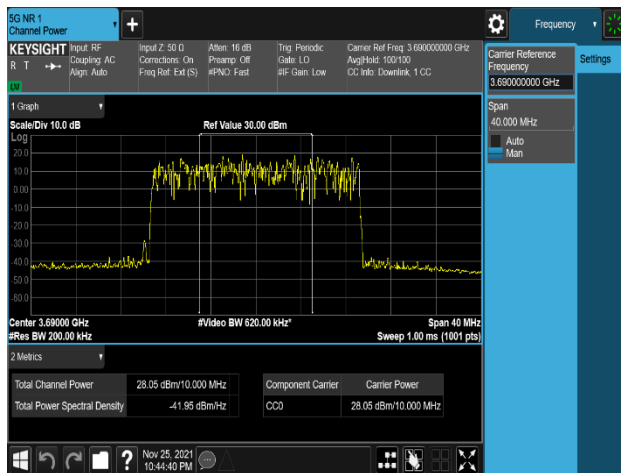 5G NR 1
Channel Power
+
Frequency
KEYSIGHT
R T
LXI
Input: RF
Coupling: AC
Align: Auto
Input Z: 50 Ω
Corrections: On
Freq Ref: Ext (S)
Atten: 16 dB
Preamp: Off
#PNO: Fast
Trig: Periodic
Gate: LO
#IF Gain: Low
Carrier Ref Freq: 3.690000000 GHz
Avg|Hold: 100/100
CC Info: Downlink, 1 CC
Carrier Reference
Frequency
3.690000000 GHz
Settings
Span
40.000 MHz
Auto
Man
1 Graph
Scale/Div 10.0 dB
Ref Value 30.00 dBm
Log
20.0
10.0
0.00
-10.0
-20.0
-30.0
-40.0
-50.0
-60.0
Center 3.69000 GHz
#Video BW 620.00 kHz*
Span 40 MHz
#Res BW 200.00 kHz
Sweep 1.00 ms (1001 pts)
2 Metrics
Total Channel Power
28.05 dBm/10.000 MHz
Total Power Spectral Density
-41.95 dBm/Hz
Component Carrier
Carrier Power
CC0
28.05 dBm/10.000 MHz
?
Nov 25, 2021
10:44:40 PM